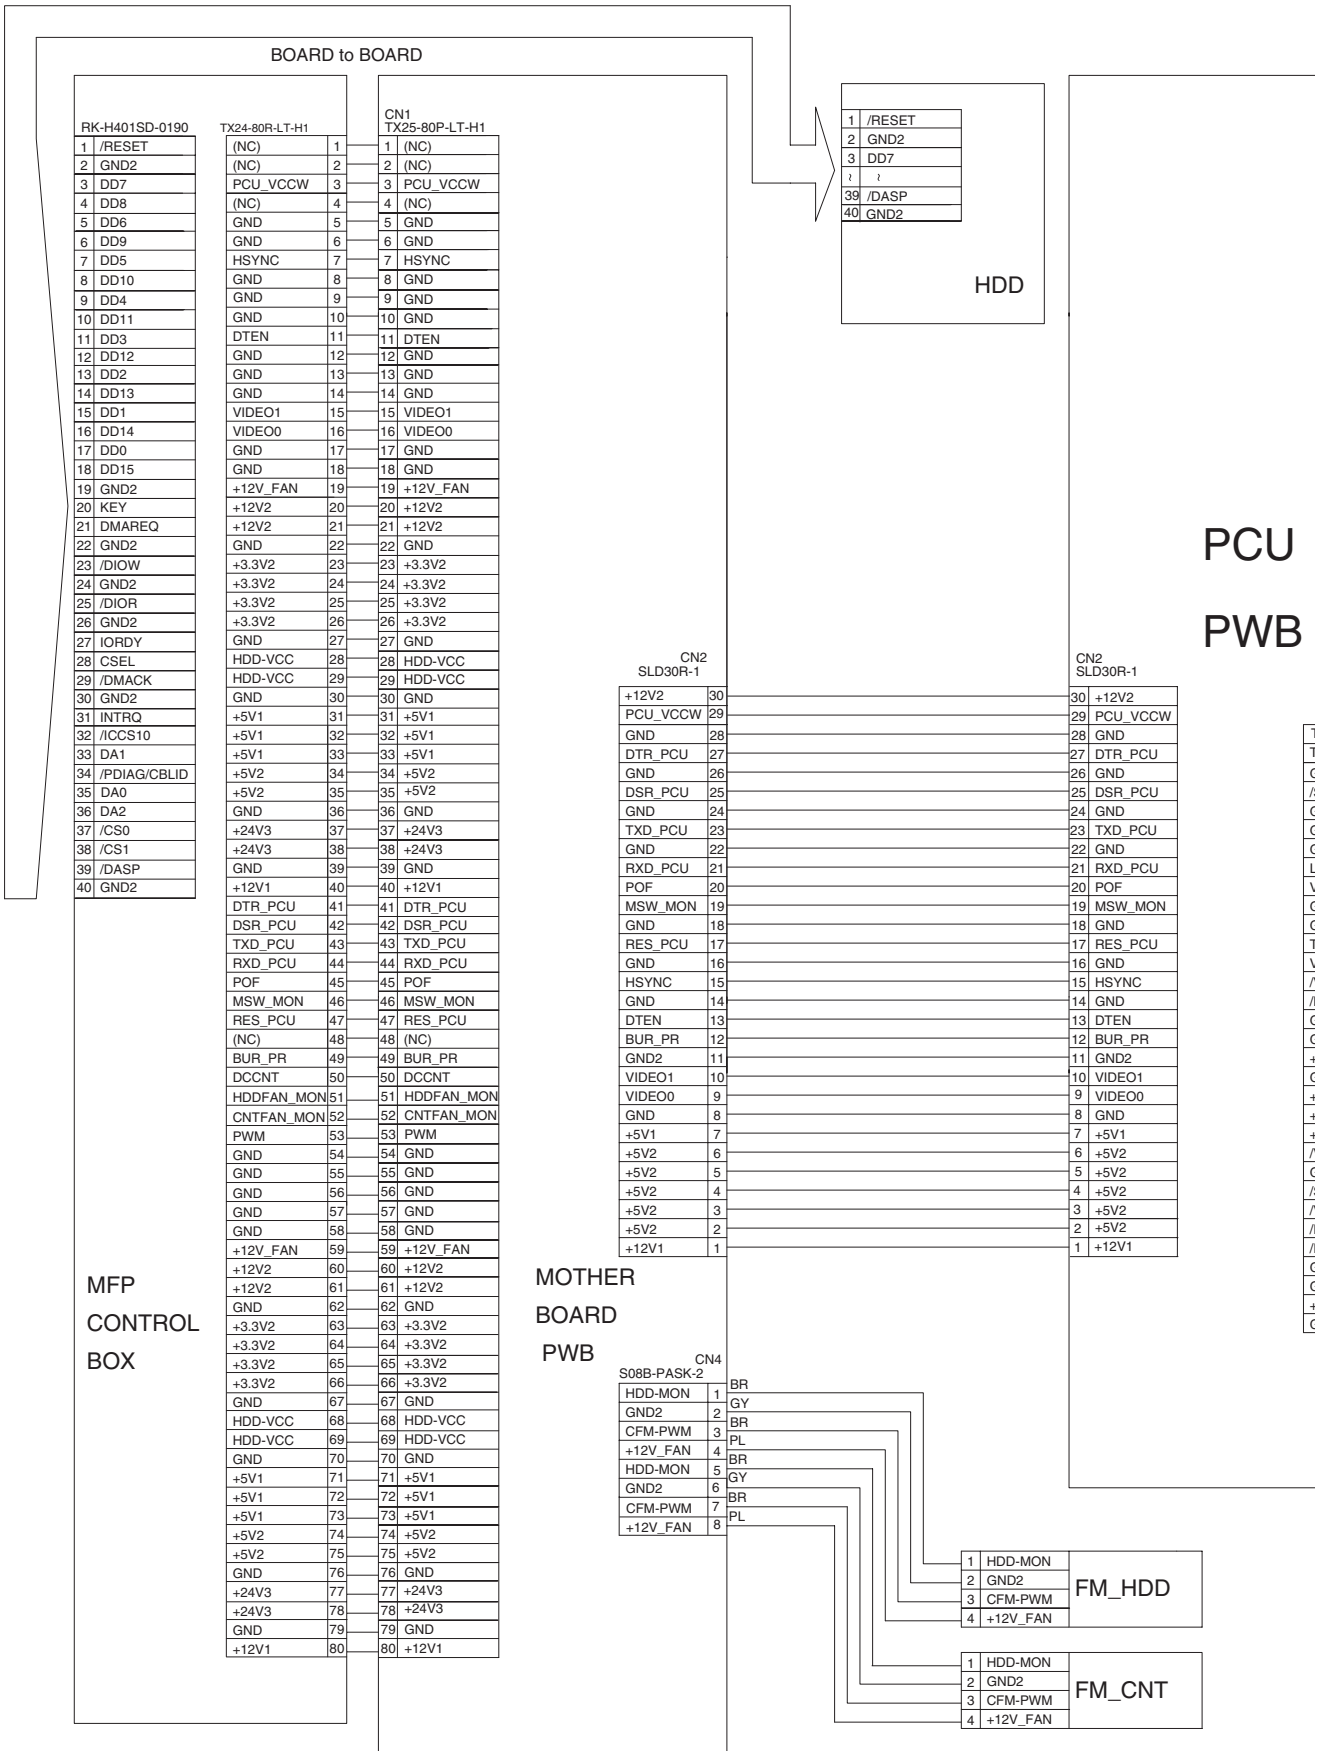 BOARD to BOARD
RK-H401SD-0190
1 /RESET
2 GND2
3 DD7
4 DD8
5 DD6
6 DD9
7 DD5
8 DD10
9 DD4
10 DD11
11 DD3
12 DD12
13 DD2
14 DD13
15 DD1
16 DD14
17 DD0
18 DD15
19 GND2
20 KEY
21 DMAREQ
22 GND2
23 /DIOW
24 GND2
25 /DIOR
26 GND2
27 IORDY
28 CSEL
29 /DMACK
30 GND2
31 INTRQ
32 /ICCS10
33 DA1
34 /PDIAG/CBLID
35 DA0
36 DA2
37 /CS0
38 /CS1
39 /DASP
40 GND2
MFP
CONTROL
BOX
TX24-80R-LT-H1
(NC) 1
(NC) 2
PCU_VCCW 3
(NC) 4
GND 5
GND 6
HSYNC 7
GND 8
GND 9
GND 10
DTEN 11
GND 12
GND 13
GND 14
VIDEO1 15
VIDEO0 16
GND 17
GND 18
+12V_FAN 19
+12V2 20
+12V2 21
GND 22
+3.3V2 23
+3.3V2 24
+3.3V2 25
+3.3V2 26
GND 27
HDD-VCC 28
HDD-VCC 29
GND 30
+5V1 31
+5V1 32
+5V1 33
+5V2 34
+5V2 35
GND 36
+24V3 37
+24V3 38
GND 39
+12V1 40
DTR_PCU 41
DSR_PCU 42
TXD_PCU 43
RXD_PCU 44
POF 45
MSW_MON 46
RES_PCU 47
(NC) 48
BUR_PR 49
DCCNT 50
HDDFAN_MON 51
CNTFAN_MON 52
PWM 53
GND 54
GND 55
GND 56
GND 57
GND 58
+12V_FAN 59
+12V2 60
+12V2 61
GND 62
+3.3V2 63
+3.3V2 64
+3.3V2 65
+3.3V2 66
GND 67
HDD-VCC 68
HDD-VCC 69
GND 70
+5V1 71
+5V1 72
+5V1 73
+5V2 74
+5V2 75
GND 76
+24V3 77
+24V3 78
GND 79
+12V1 80
CN1
TX25-80P-LT-H1
1 (NC)
2 (NC)
3 PCU_VCCW
4 (NC)
5 GND
6 GND
7 HSYNC
8 GND
9 GND
10 GND
11 DTEN
12 GND
13 GND
14 GND
15 VIDEO1
16 VIDEO0
17 GND
18 GND
19 +12V_FAN
20 +12V2
21 +12V2
22 GND
23 +3.3V2
24 +3.3V2
25 +3.3V2
26 +3.3V2
27 GND
28 HDD-VCC
29 HDD-VCC
30 GND
31 +5V1
32 +5V1
33 +5V1
34 +5V2
35 +5V2
36 GND
37 +24V3
38 +24V3
39 GND
40 +12V1
41 DTR_PCU
42 DSR_PCU
43 TXD_PCU
44 RXD_PCU
45 POF
46 MSW_MON
47 RES_PCU
48 (NC)
49 BUR_PR
50 DCCNT
51 HDDFAN_MON
52 CNTFAN_MON
53 PWM
54 GND
55 GND
56 GND
57 GND
58 GND
59 +12V_FAN
60 +12V2
61 +12V2
62 GND
63 +3.3V2
64 +3.3V2
65 +3.3V2
66 +3.3V2
67 GND
68 HDD-VCC
69 HDD-VCC
70 GND
71 +5V1
72 +5V1
73 +5V1
74 +5V2
75 +5V2
76 GND
77 +24V3
78 +24V3
79 GND
80 +12V1
MOTHER
BOARD
PWB
CN2
SLD30R-1
+12V2 30
PCU_VCCW 29
GND 28
DTR_PCU 27
GND 26
DSR_PCU 25
GND 24
TXD_PCU 23
GND 22
RXD_PCU 21
POF 20
MSW_MON 19
GND 18
RES_PCU 17
GND 16
HSYNC 15
GND 14
DTEN 13
BUR_PR 12
GND2 11
VIDEO1 10
VIDEO0 9
GND 8
+5V1 7
+5V2 6
+5V2 5
+5V2 4
+5V2 3
+5V2 2
+12V1 1
CN4
S08B-PASK-2
HDD-MON 1 BR
GND2 2 GY
CFM-PWM 3 BR
+12V_FAN 4 PL
HDD-MON 5 BR
GND2 6 GY
CFM-PWM 7 BR
+12V_FAN 8 PL
1 /RESET
2 GND2
3 DD7
~ ~
39 /DASP
40 GND2
HDD
PCU
PWB
CN2
SLD30R-1
30 +12V2
29 PCU_VCCW
28 GND
27 DTR_PCU
26 GND
25 DSR_PCU
24 GND
23 TXD_PCU
22 GND
21 RXD_PCU
20 POF
19 MSW_MON
18 GND
17 RES_PCU
16 GND
15 HSYNC
14 GND
13 DTEN
12 BUR_PR
11 GND2
10 VIDEO1
9 VIDEO0
8 GND
7 +5V1
6 +5V2
5 +5V2
4 +5V2
3 +5V2
2 +5V2
1 +12V1
1 HDD-MON
2 GND2
3 CFM-PWM
4 +12V_FAN
FM_HDD
1 HDD-MON
2 GND2
3 CFM-PWM
4 +12V_FAN
FM_CNT